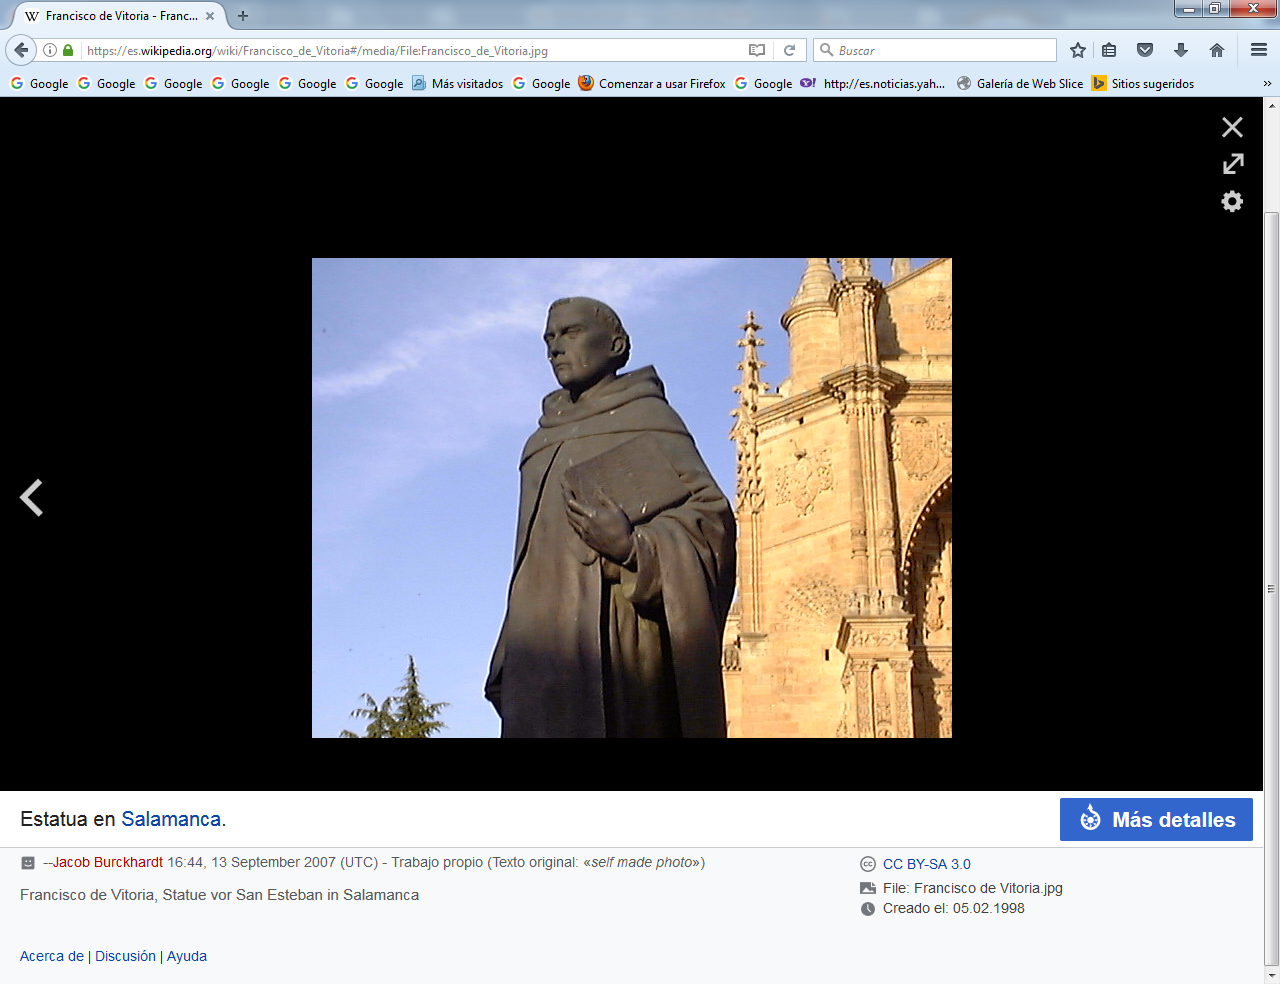 Francisco de Vitoria - Franc...
https://es.wikipedia.org/wiki/Francisco_de_Vitoria#/media/File:Francisco_de_Vitoria.jpg
Buscar
Google Google Google Google Google Google Más visitados Google Comenzar a usar Firefox Google http://es.noticias.yah... Galería de Web Slice Sitios sugeridos
Estatua en Salamanca.
Más detalles
--Jacob Burckhardt 16:44, 13 September 2007 (UTC) - Trabajo propio (Texto original: «self made photo»)
Francisco de Vitoria, Statue vor San Esteban in Salamanca
CC BY-SA 3.0
File: Francisco de Vitoria.jpg
Creado el: 05.02.1998
Acerca de | Discusión | Ayuda